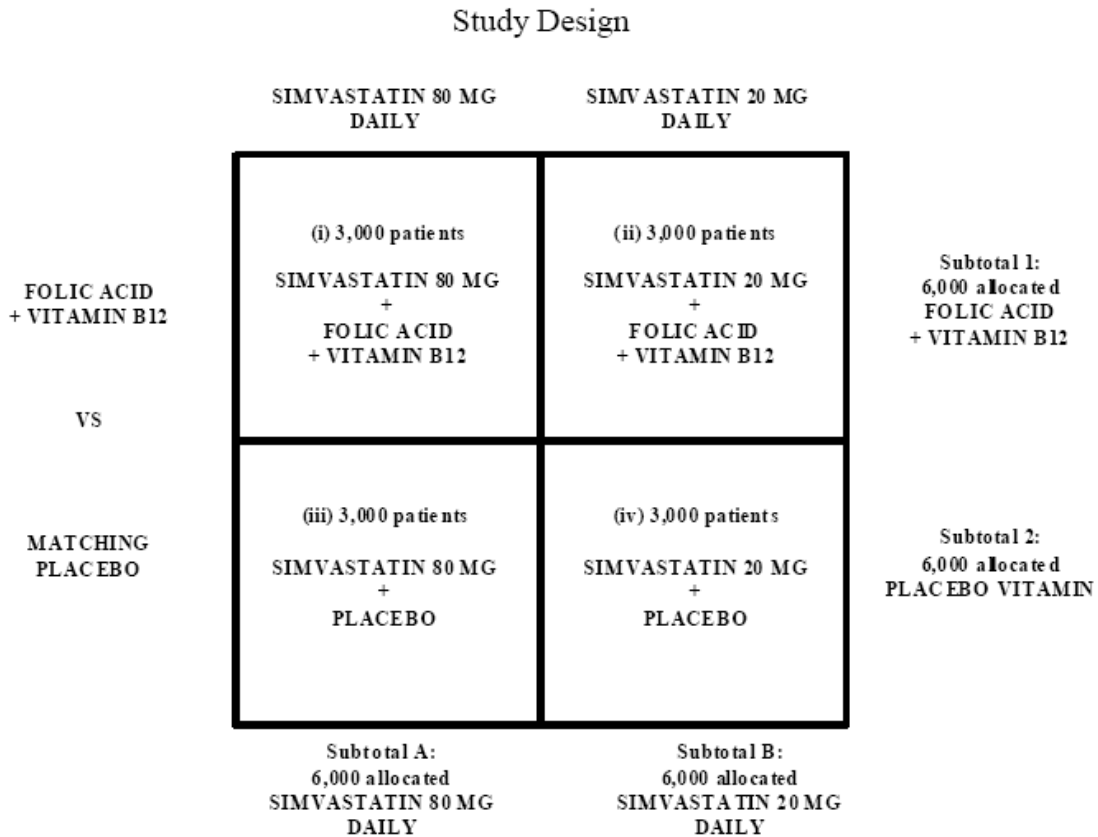 Study Design
SIMVASTATIN 80 MG
DAILY
SIMVASTATIN 20 MG
DAILY
FOLIC ACID
+ VITAMIN B12
(i) 3,000 patients
SIMVASTATIN 80 MG
+
FOLIC ACID
+ VITAMIN B12
(ii) 3,000 patients
SIMVASTATIN 20 MG
+
FOLIC ACID
+ VITAMIN B12
Subtotal 1:
6,000 allocated
FOLIC ACID
+ VITAMIN B12
VS
MATCHING
PLACEBO
(iii) 3,000 patients
SIMVASTATIN 80 MG
+
PLACEBO
(iv) 3,000 patients
SIMVASTATIN 20 MG
+
PLACEBO
Subtotal 2:
6,000 allocated
PLACEBO VITAMIN
Subtotal A:
6,000 allocated
SIMVASTATIN 80 MG
DAILY
Subtotal B:
6,000 allocated
SIMVASTATIN 20 MG
DAILY